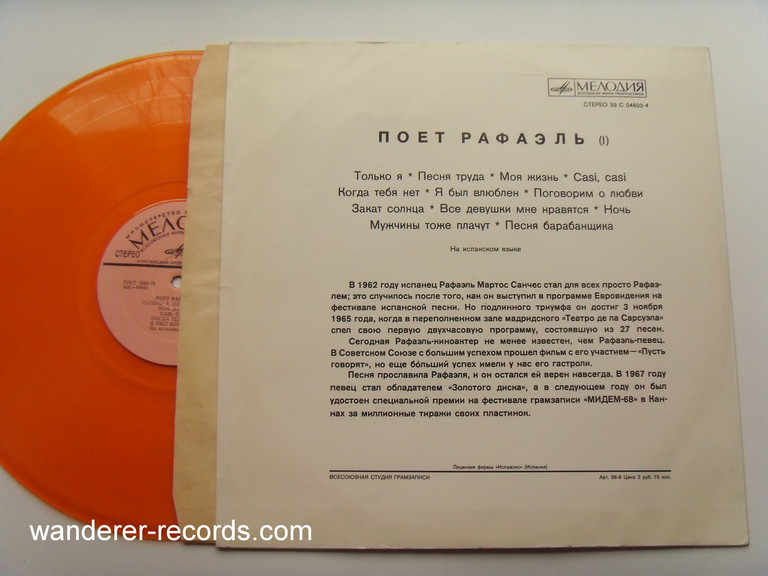 МЕЛОДИЯ
ВСЕСОЮЗНАЯ ФИРМА ГРАМПЛАСТИНОК
СТЕРЕО 33 С 04603-4
ПОЕТ РАФАЭЛЬ (I)
Только я * Песня труда * Моя жизнь * Casi, casi
Когда тебя нет * Я был влюблен * Поговорим о любви
Закат солнца * Все девушки мне нравятся * Ночь
Мужчины тоже плачут * Песня барабанщика
На испанском языке
В 1962 году испанец Рафаэль Мартос Санчес стал для всех просто Рафаэ-
лем; это случилось после того, как он выступил в программе Евровидения на
фестивале испанской песни. Но подлинного триумфа он достиг 3 ноября
1965 года, когда в переполненном зале мадридского «Театро де ла Сарсуэла»
спел свою первую двухчасовую программу, состоявшую из 27 песен.
Сегодня Рафаэль-киноактер не менее известен, чем Рафаэль-певец.
В Советском Союзе с большим успехом прошел фильм с его участием—«Пусть
говорят», но еще бо́льший успех имели у нас его гастроли.
Песня прославила Рафаэля, и он остался ей верен навсегда. В 1967 году
певец стал обладателем «Золотого диска», а в следующем году он был
удостоен специальной премии на фестивале грамзаписи «МИДЕМ-68» в Кан-
нах за миллионные тиражи своих пластинок.
Лицензия фирмы «Испавокс» (Испания)
ВСЕСОЮЗНАЯ СТУДИЯ ГРАМЗАПИСИ
Арт. 36-6 Цена 2 руб. 15 коп.
МИНИСТЕРСТВО
МЕЛО
СТЕРЕО
wanderer-records.com